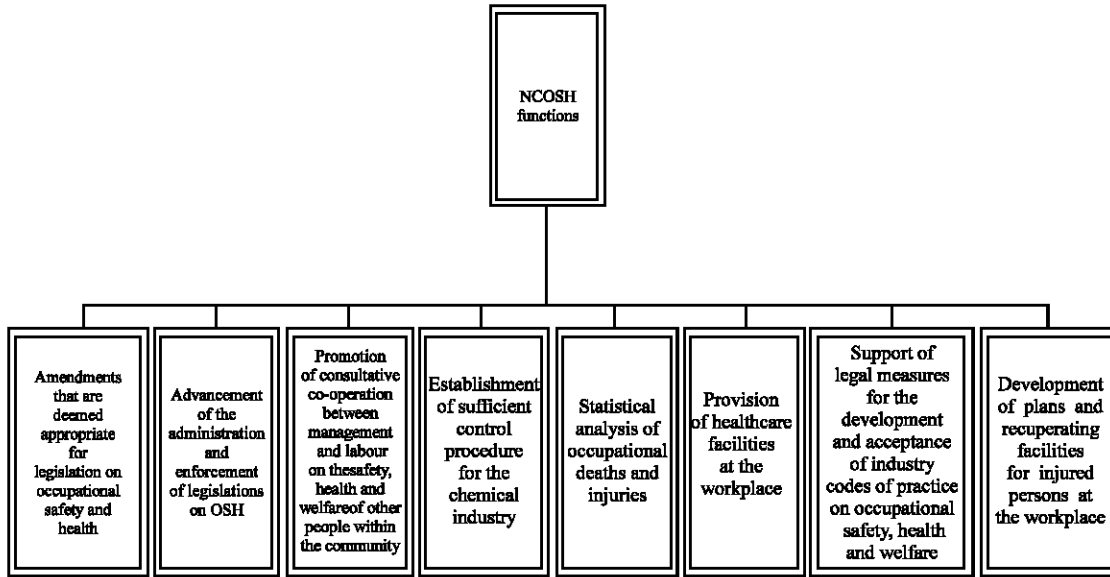 NCOSH
functions
Amendments
that are
deemed
appropriate
for
legislation on
occupational
safety and
health
Advancement
of the
administration
and
enforcement
of legislations
on OSH
Promotion
of consultative
co-operation
between
management
and labour
on thesafety,
health and
welfareof other
people within
the community
Establishment
of sufficient
control
procedure
for the
chemical
industry
Statistical
analysis of
occupational
deaths and
injuries
Provision
of healthcare
facilities
at the
workplace
Support of
legal measures
for the
development
and acceptance
of industry
codes of practice
on occupational
safety, health
and welfare
Development
of plans and
recuperating
facilities
for injured
persons at
the workplace